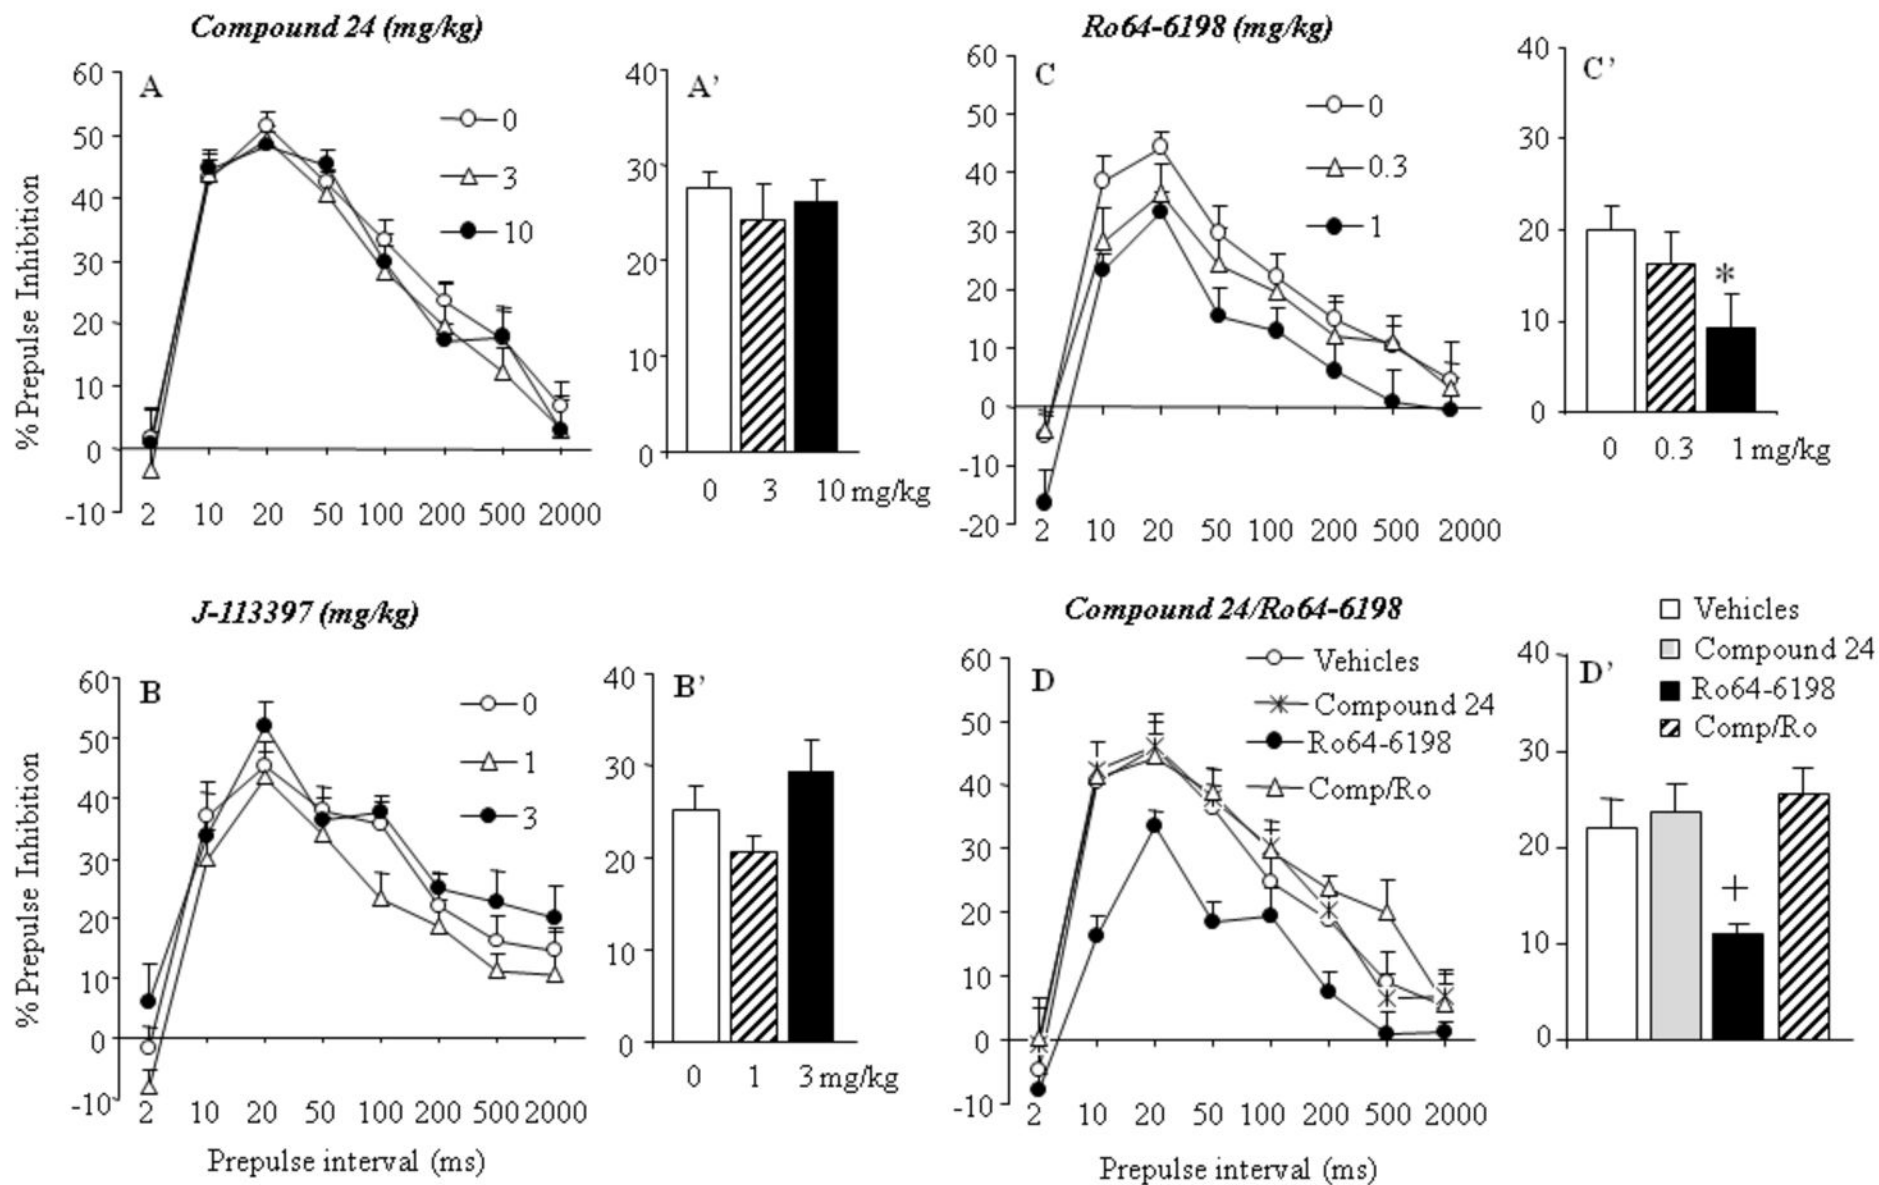 Compound 24 (mg/kg)
A
0
3
10
60
50
40
30
20
10
0
-10
% Prepulse Inhibition
2 10 20 50 100 200 500 2000
A’
40
30
20
10
0
0 3 10 mg/kg
Ro64-6198 (mg/kg)
C
0
0.3
1
60
50
40
30
20
10
0
-10
-20
2 10 20 50 100 200 500 2000
C’
40
30
20
10
0
*
0 0.3 1 mg/kg
J-113397 (mg/kg)
B
0
1
3
60
50
40
30
20
10
0
-10
% Prepulse Inhibition
2 10 20 50 100 200 500 2000
Prepulse interval (ms)
B’
40
30
20
10
0
0 1 3 mg/kg
Compound 24/Ro64-6198
D
Vehicles
Compound 24
Ro64-6198
Comp/Ro
60
50
40
30
20
10
0
-10
2 10 20 50 100 200 500 2000
Prepulse interval (ms)
D’
Vehicles
Compound 24
Ro64-6198
Comp/Ro
40
30
20
10
0
+